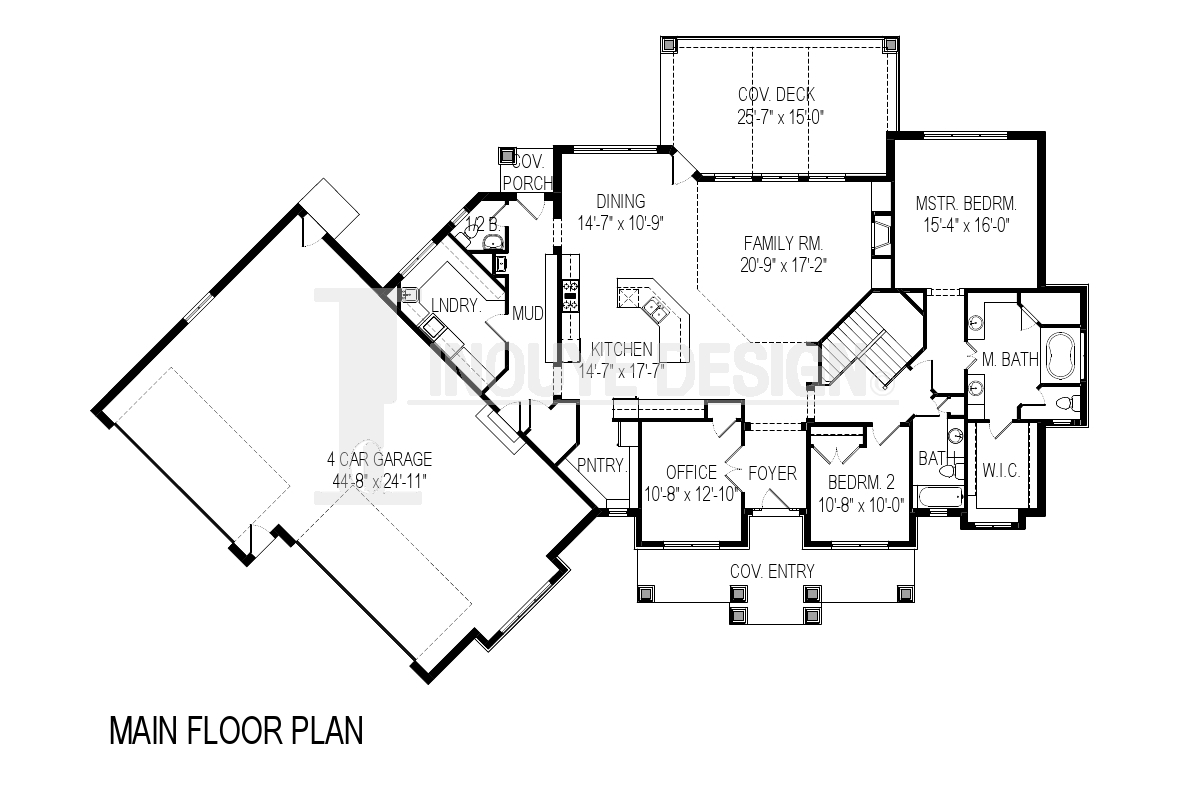 COV. DECK
25'-7" x 15'-0"
COV.
PORCH
DINING
14'-7" x 10'-9"
MSTR. BEDRM.
15'-4" x 16'-0"
1/2 B.
FAMILY RM.
20'-9" x 17'-2"
LNDRY.
MUD
KITCHEN
14'-7" x 17'-7"
M. BATH
INOUYE DESIGN®
4 CAR GARAGE
44'-8" x 24'-11"
PNTRY.
OFFICE
10'-8" x 12'-10"
FOYER
BEDRM. 2
10'-8" x 10'-0"
BATH
W.I.C.
COV. ENTRY
MAIN FLOOR PLAN